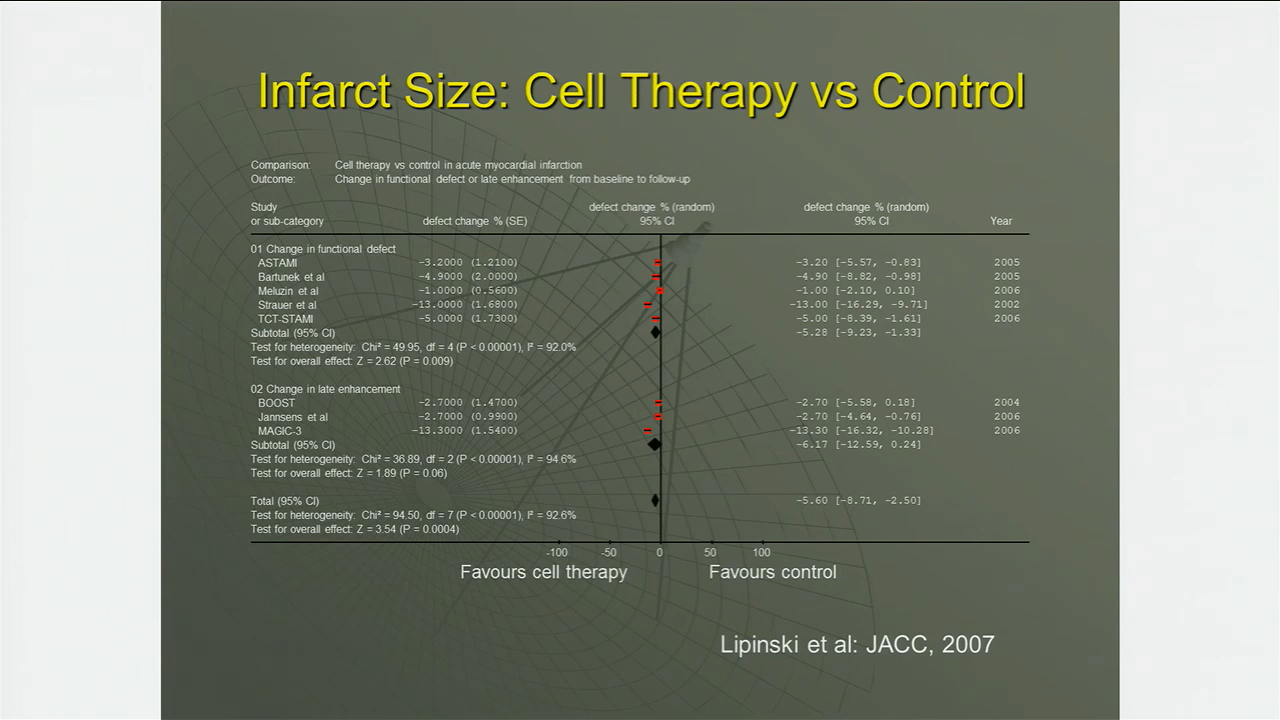 Infarct Size: Cell Therapy vs Control
Comparison: Cell therapy vs control in acute myocardial infarction
Outcome: Change in functional defect or late enhancement from baseline to follow-up
Study defect change % (random) defect change % (random)
or sub-category defect change % (SE) 95% CI 95% CI Year
01 Change in functional defect
ASTAMI -3.2000 (1.2100) -3.20 [-5.57, -0.83] 2005
Bartunek et al -4.9000 (2.0000) -4.90 [-8.82, -0.98] 2005
Meluzin et al -1.0000 (0.5600) -1.00 [-2.10, 0.10] 2006
Strauer et al -13.0000 (1.6800) -13.00 [-16.29, -9.71] 2002
TCT-STAMI -5.0000 (1.7300) -5.00 [-8.39, -1.61] 2006
Subtotal (95% CI) -5.28 [-9.23, -1.33]
Test for heterogeneity: Chi² = 49.95, df = 4 (P < 0.00001), I² = 92.0%
Test for overall effect: Z = 2.62 (P = 0.009)
02 Change in late enhancement
BOOST -2.7000 (1.4700) -2.70 [-5.58, 0.18] 2004
Jannsens et al -2.7000 (0.9900) -2.70 [-4.64, -0.76] 2006
MAGIC-3 -13.3000 (1.5400) -13.30 [-16.32, -10.28] 2006
Subtotal (95% CI) -6.17 [-12.59, 0.24]
Test for heterogeneity: Chi² = 36.89, df = 2 (P < 0.00001), I² = 94.6%
Test for overall effect: Z = 1.89 (P = 0.06)
Total (95% CI) -5.60 [-8.71, -2.50]
Test for heterogeneity: Chi² = 94.50, df = 7 (P < 0.00001), I² = 92.6%
Test for overall effect: Z = 3.54 (P = 0.0004)
-100 -50 0 50 100
Favours cell therapy Favours control
Lipinski et al: JACC, 2007